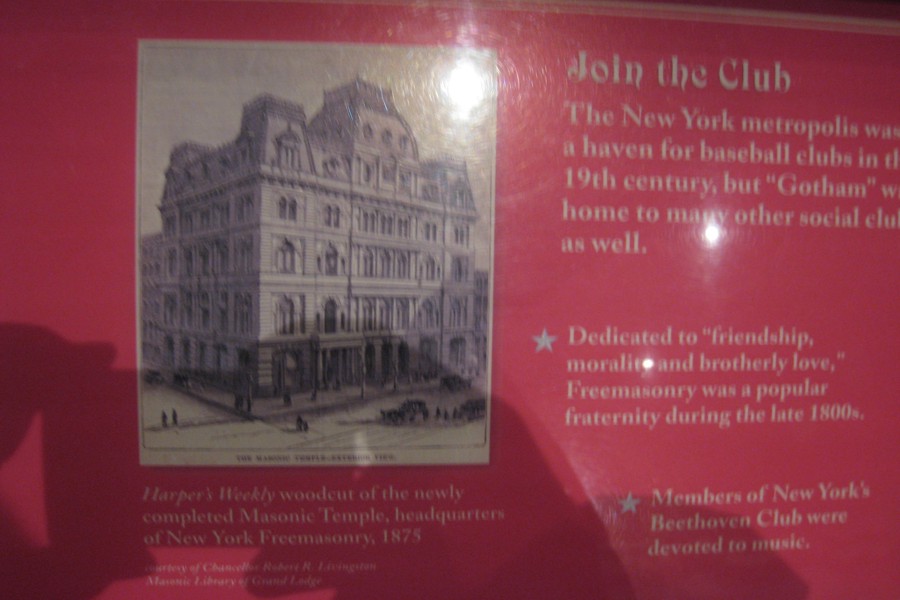 Join the Club
The New York metropolis was
a haven for baseball clubs in th
19th century, but "Gotham" wa
home to many other social clu
as well.
Dedicated to "friendship,
morality and brotherly love,"
Freemasonry was a popular
fraternity during the late 1800s.
Members of New York's
Beethoven Club were
devoted to music.
THE MASONIC TEMPLE—EXTERIOR VIEW.
Harper's Weekly woodcut of the newly
completed Masonic Temple, headquarters
of New York Freemasonry, 1875
courtesy of Chancellor Robert R. Livingston
Masonic Library of Grand Lodge